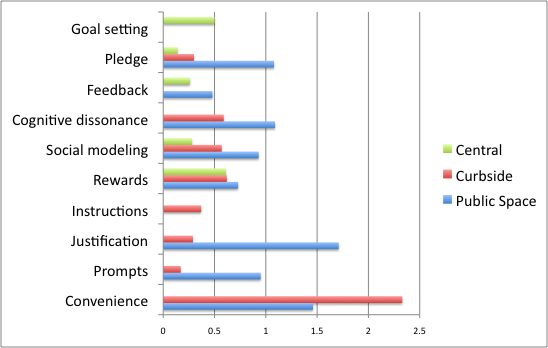 Goal setting
Pledge
Feedback
Cognitive dissonance
Social modeling
Rewards
Instructions
Justification
Prompts
Convenience
0 0.5 1 1.5 2 2.5
Central
Curbside
Public Space